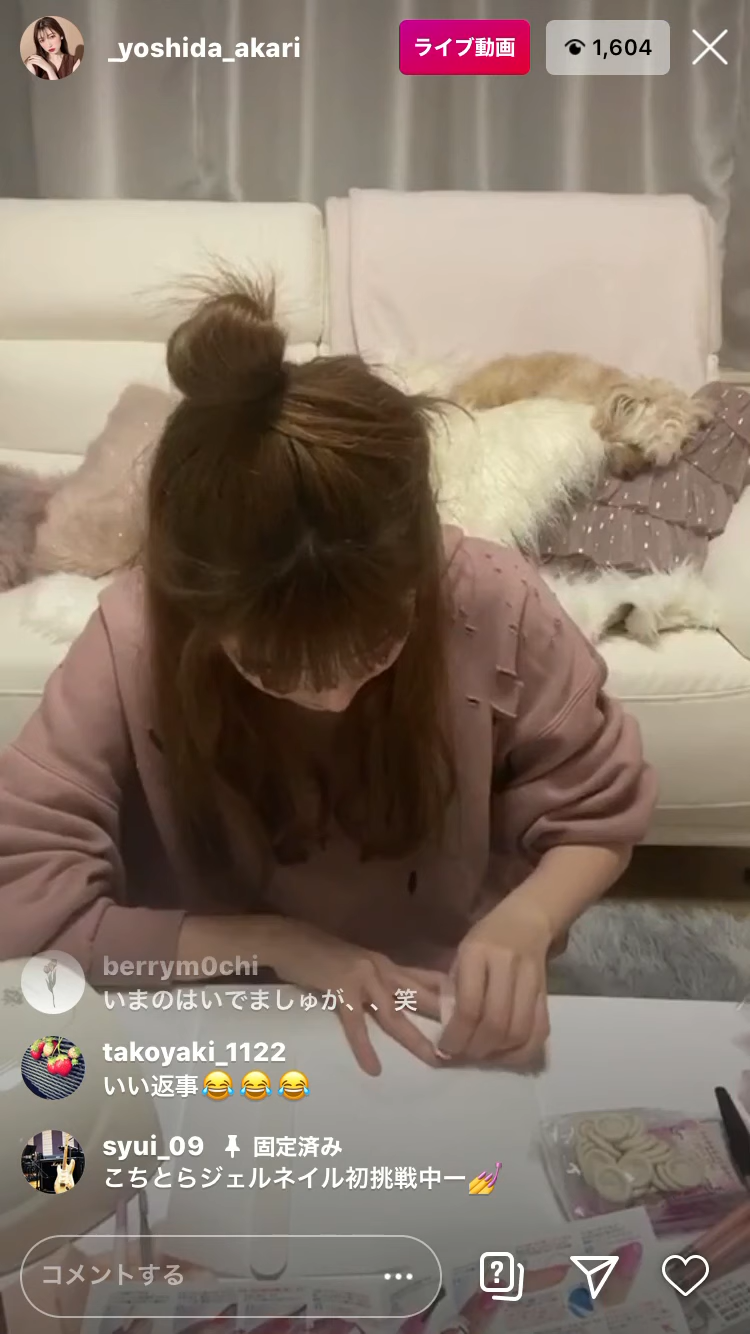 _yoshida_akari
ライブ動画
1,604
berrym0chi
いまのはいでましゅが、、笑
takoyaki_1122
いい返事😂😂😂
syui_09 📌 固定済み
こちとらジェルネイル初挑戦中ー💅
コメントする